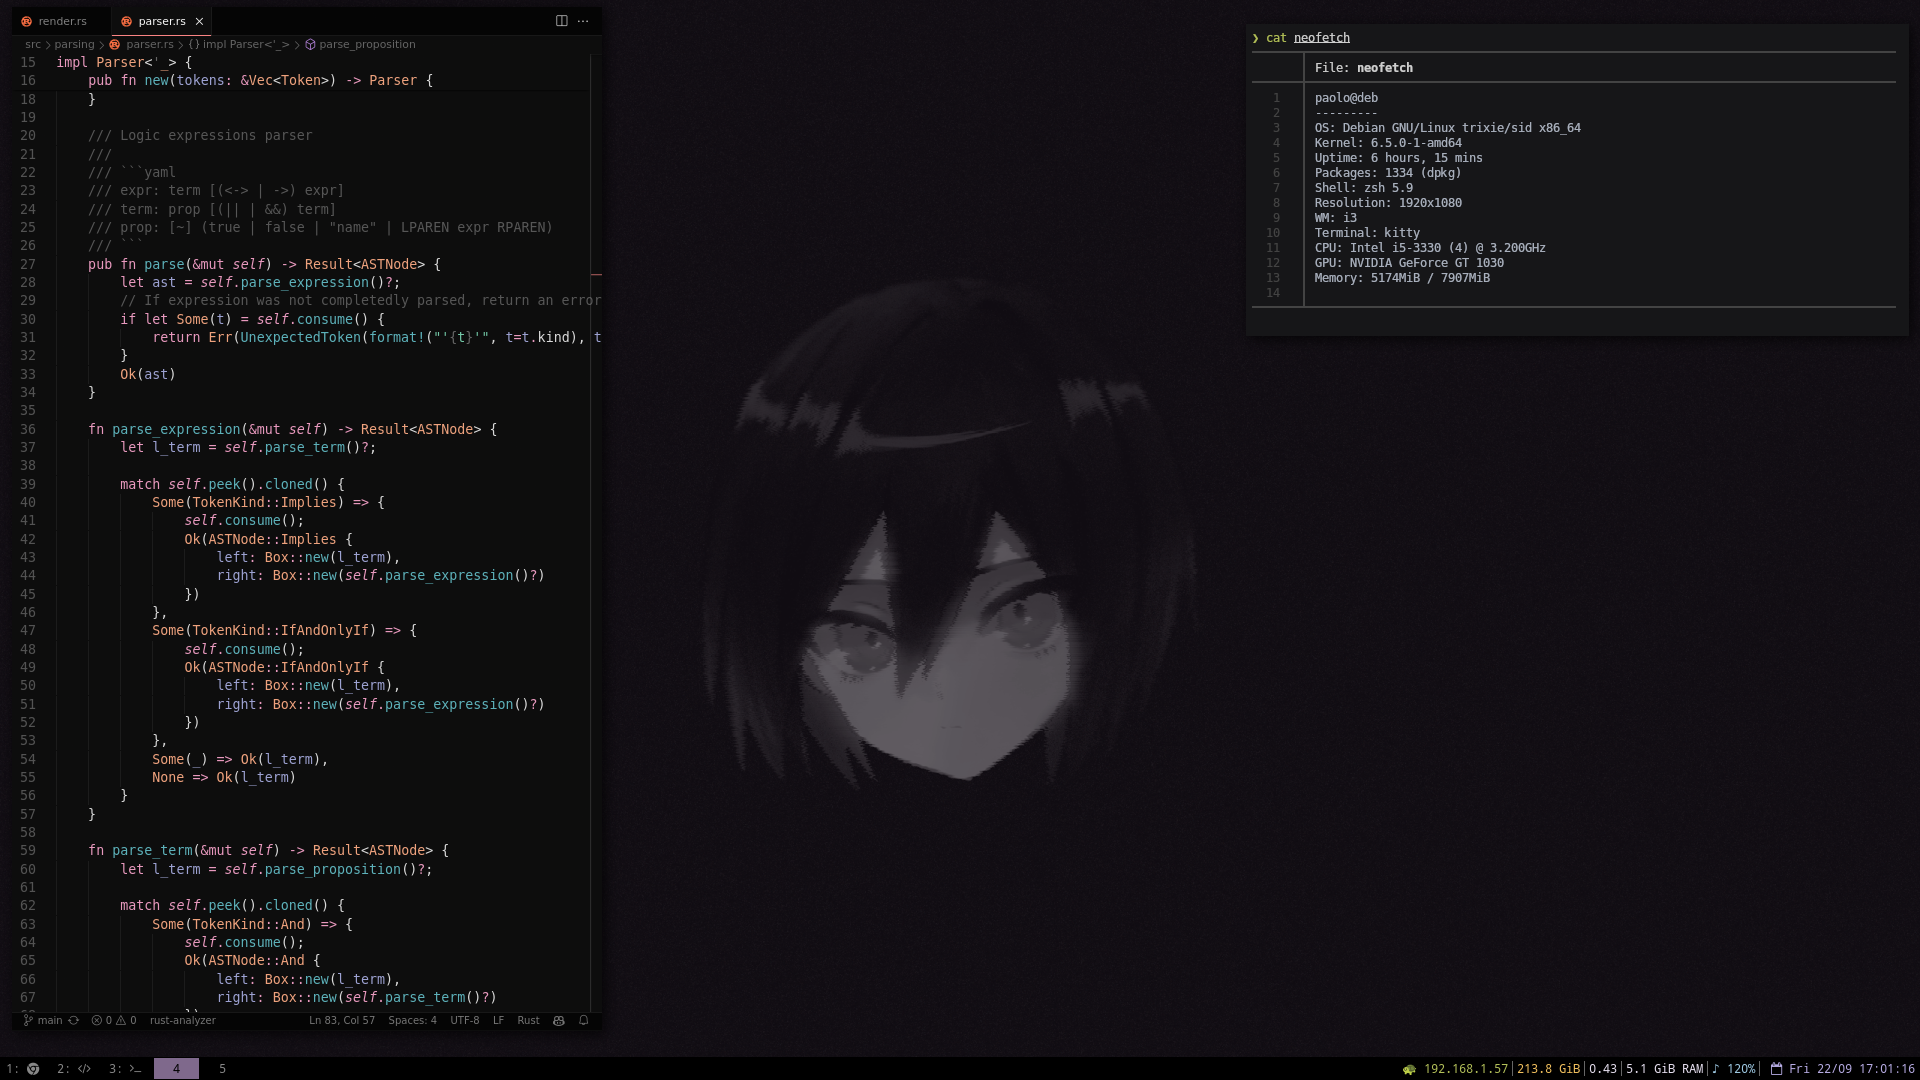 render.rs parser.rs
src > parsing > parser.rs > {} impl Parser<'_> > parse_proposition
15 impl Parser<'_> {
16     pub fn new(tokens: &Vec<Token>) -> Parser {
18     }
19
20     /// Logic expressions parser
21     ///
22     /// ```yaml
23     /// expr: term [(<-> | ->) expr]
24     /// term: prop [(|| | &&) term]
25     /// prop: [~] (true | false | "name" | LPAREN expr RPAREN)
26     /// ```
27     pub fn parse(&mut self) -> Result<ASTNode> {
28         let ast = self.parse_expression()?;
29         // If expression was not completedly parsed, return an error
30         if let Some(t) = self.consume() {
31             return Err(UnexpectedToken(format!("'{t}'", t=t.kind), t
32         }
33         Ok(ast)
34     }
35
36     fn parse_expression(&mut self) -> Result<ASTNode> {
37         let l_term = self.parse_term()?;
38
39         match self.peek().cloned() {
40             Some(TokenKind::Implies) => {
41                 self.consume();
42                 Ok(ASTNode::Implies {
43                     left: Box::new(l_term),
44                     right: Box::new(self.parse_expression()?)
45                 })
46             },
47             Some(TokenKind::IfAndOnlyIf) => {
48                 self.consume();
49                 Ok(ASTNode::IfAndOnlyIf {
50                     left: Box::new(l_term),
51                     right: Box::new(self.parse_expression()?)
52                 })
53             },
54             Some(_) => Ok(l_term),
55             None => Ok(l_term)
56         }
57     }
58
59     fn parse_term(&mut self) -> Result<ASTNode> {
60         let l_term = self.parse_proposition()?;
61
62         match self.peek().cloned() {
63             Some(TokenKind::And) => {
64                 self.consume();
65                 Ok(ASTNode::And {
66                     left: Box::new(l_term),
67                     right: Box::new(self.parse_term()?)
main 0 0 rust-analyzer Ln 83, Col 57 Spaces: 4 UTF-8 LF Rust
❯ cat neofetch
File: neofetch
1 paolo@deb
2 ---------
3 OS: Debian GNU/Linux trixie/sid x86_64
4 Kernel: 6.5.0-1-amd64
5 Uptime: 6 hours, 15 mins
6 Packages: 1334 (dpkg)
7 Shell: zsh 5.9
8 Resolution: 1920x1080
9 WM: i3
10 Terminal: kitty
11 CPU: Intel i5-3330 (4) @ 3.200GHz
12 GPU: NVIDIA GeForce GT 1030
13 Memory: 5174MiB / 7907MiB
14
1: 2: </> 3: >_ 4 5 192.168.1.57 | 213.8 GiB | 0.43 | 5.1 GiB RAM | ♪ 120% | Fri 22/09 17:01:16